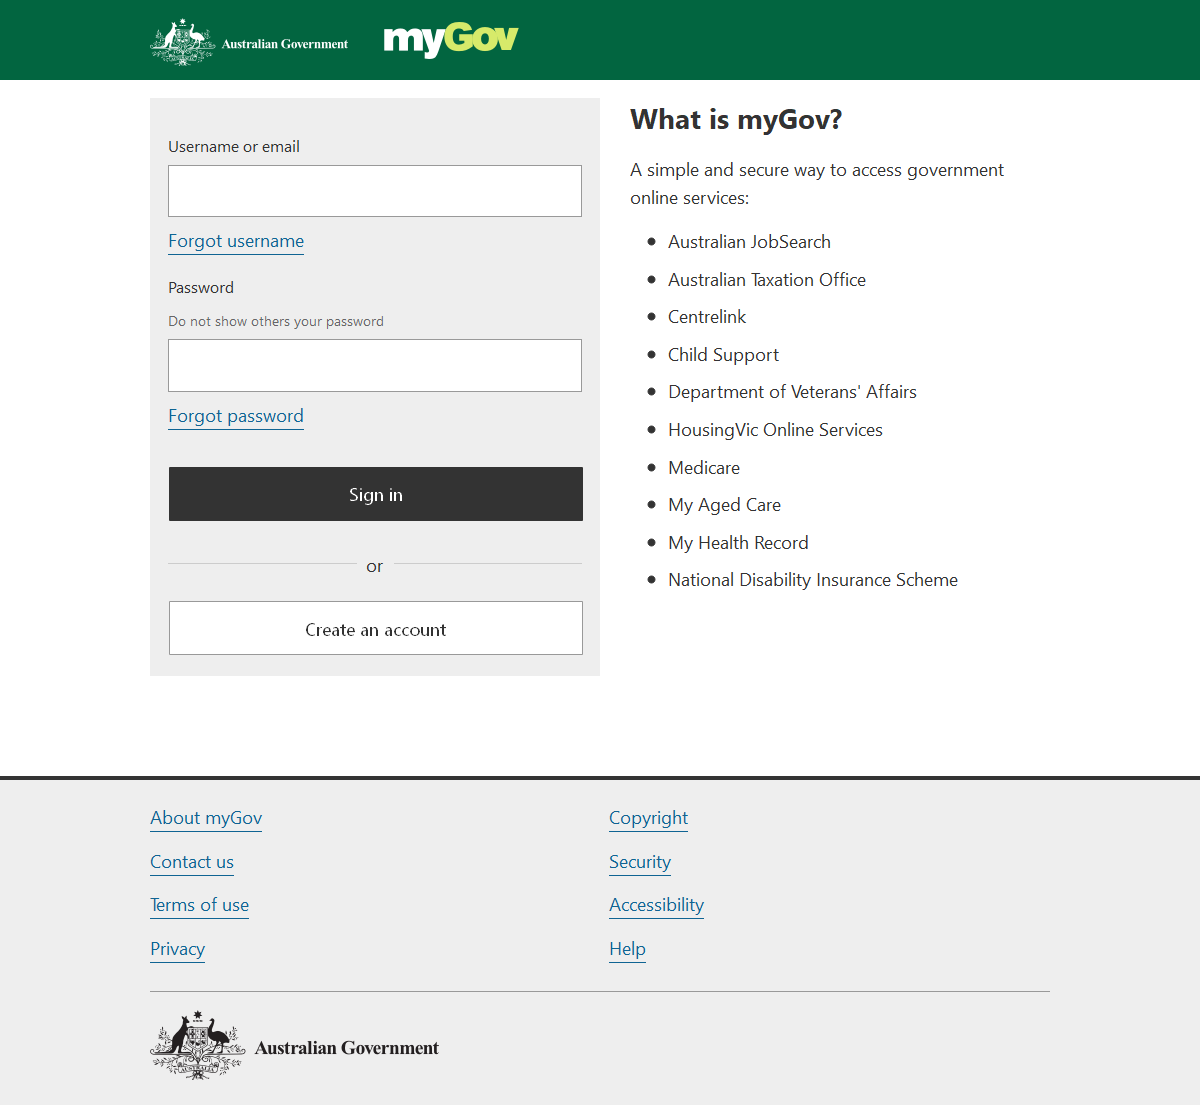 Australian Government
myGov
Username or email
Forgot username
Password
Do not show others your password
Forgot password
Sign in
or
Create an account
What is myGov?
A simple and secure way to access government
online services:
Australian JobSearch
Australian Taxation Office
Centrelink
Child Support
Department of Veterans' Affairs
HousingVic Online Services
Medicare
My Aged Care
My Health Record
National Disability Insurance Scheme
About myGov
Contact us
Terms of use
Privacy
Copyright
Security
Accessibility
Help
AUSTRALIA
Australian Government